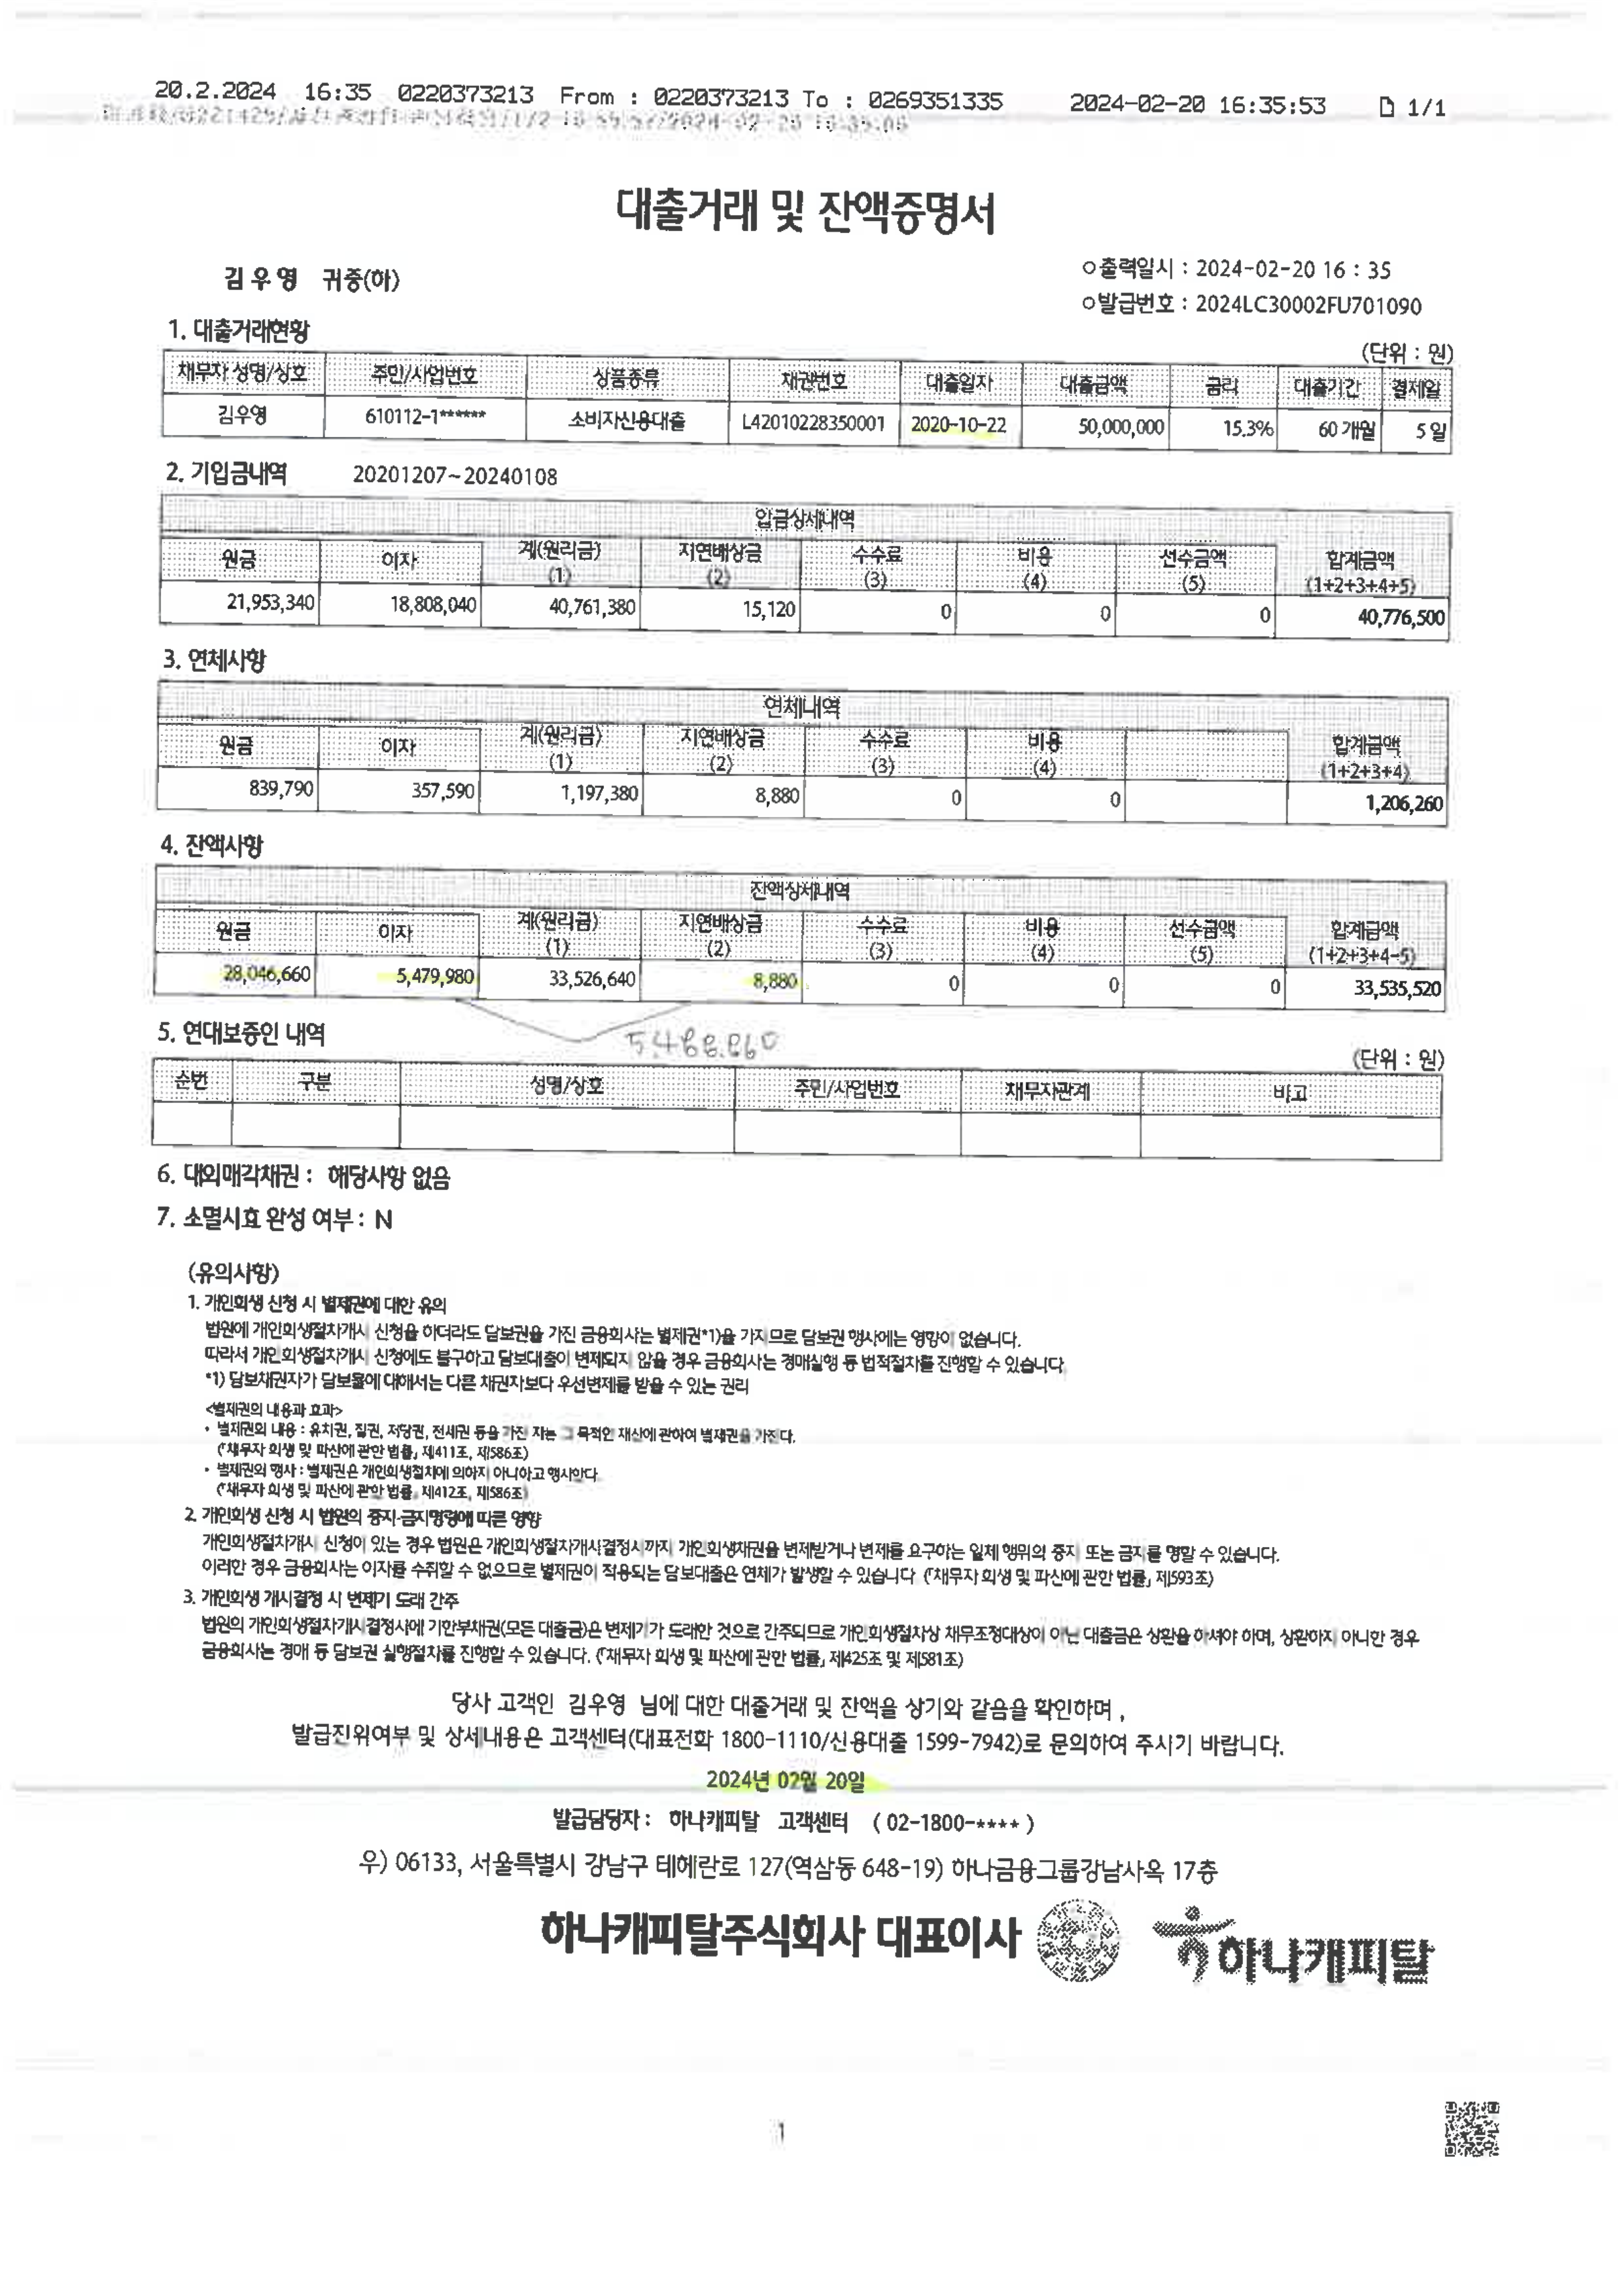 20.2.2024 16:35 0220373213 From : 0220373213 To : 0269351335 2024-02-20 16:35:53 1/1
대출거래 및 잔액증명서
김우영 귀중(하)
○출력일시 : 2024-02-20 16 : 35
○발급번호 : 2024LC30002FU701090
1. 대출거래현황
(단위 : 원)
채무자 성명/상호 주민/사업번호 상품종류 채권번호 대출일자 대출금액 금리 대출기간 결제일
김우영 610112-1****** 소비자신용대출 L42010228350001 2020-10-22 50,000,000 15.3% 60 개월 5 일
2. 기입금내역 20201207~20240108
입금상세내역
원금 이자 계(원리금) (1) 지연배상금 (2) 수수료 (3) 비용 (4) 선수금액 (5) 합계금액 (1+2+3+4+5)
21,953,340 18,808,040 40,761,380 15,120 0 0 0 40,776,500
3. 연체사항
연체내역
원금 이자 계(원리금) (1) 지연배상금 (2) 수수료 (3) 비용 (4) 합계금액 (1+2+3+4)
839,790 357,590 1,197,380 8,880 0 0 1,206,260
4. 잔액사항
잔액상세내역
원금 이자 계(원리금) (1) 지연배상금 (2) 수수료 (3) 비용 (4) 선수금액 (5) 합계금액 (1+2+3+4-5)
28,046,660 5,479,980 33,526,640 8,880 0 0 0 33,535,520
5,488,860
5. 연대보증인 내역
(단위 : 원)
순번 구분 성명/상호 주민/사업번호 채무자관계 비고
6. 대외매각채권 : 해당사항 없음
7. 소멸시효 완성 여부 : N
(유의사항)
1. 개인회생 신청 시 별제권에 대한 유의
법원에 개인회생절차개시 신청을 하더라도 담보권을 가진 금융회사는 별제권*1)을 가지므로 담보권 행사에는 영향이 없습니다.
따라서 개인회생절차개시 신청에도 불구하고 담보대출이 변제되지 않을 경우 금융회사는 경매실행 등 법적절차를 진행할 수 있습니다
*1) 담보채권자가 담보물에 대해서는 다른 채권자보다 우선변제를 받을 수 있는 권리
<별제권의 내용과 효과>
• 별제권의 내용 : 유치권, 질권, 저당권, 전세권 등을 가진 자는 그 목적인 재산에 관하여 별제권을 가진다.
(「채무자 회생 및 파산에 관한 법률」 제411조, 제586조)
• 별제권의 행사 : 별제권은 개인회생절차에 의하지 아니하고 행사한다
(「채무자 회생 및 파산에 관한 법률」 제412조, 제586조)
2. 개인회생 신청 시 법원의 중지·금지명령에 따른 영향
개인회생절차개시 신청이 있는 경우 법원은 개인회생절차개시결정시까지 개인회생채권을 변제받거나 변제를 요구하는 일체 행위의 중지 또는 금지를 명할 수 있습니다.
이러한 경우 금융회사는 이자를 수취할 수 없으므로 별제권이 적용되는 담보대출은 연체가 발생할 수 있습니다 (「채무자 회생 및 파산에 관한 법률」 제593조)
3. 개인회생 개시결정 시 변제기 도래 간주
법원의 개인회생절차개시결정시에 기한부채권(모든 대출금)은 변제기가 도래한 것으로 간주되므로 개인회생절차상 채무조정대상이 아닌 대출금은 상환을 하셔야 하며, 상환하지 아니한 경우
금융회사는 경매 등 담보권 실행절차를 진행할 수 있습니다. (「채무자 회생 및 파산에 관한 법률」 제425조 및 제581조)
당사 고객인 김우영 님에 대한 대출거래 및 잔액을 상기와 같음을 확인하며 ,
발급진위여부 및 상세내용은 고객센터(대표전화 1800-1110/신용대출 1599-7942)로 문의하여 주시기 바랍니다.
2024년 02월 20일
발급담당자 : 하나캐피탈 고객센터 ( 02-1800-**** )
우) 06133, 서울특별시 강남구 테헤란로 127(역삼동 648-19) 하나금융그룹강남사옥 17층
하나캐피탈주식회사 대표이사
하나캐피탈
1